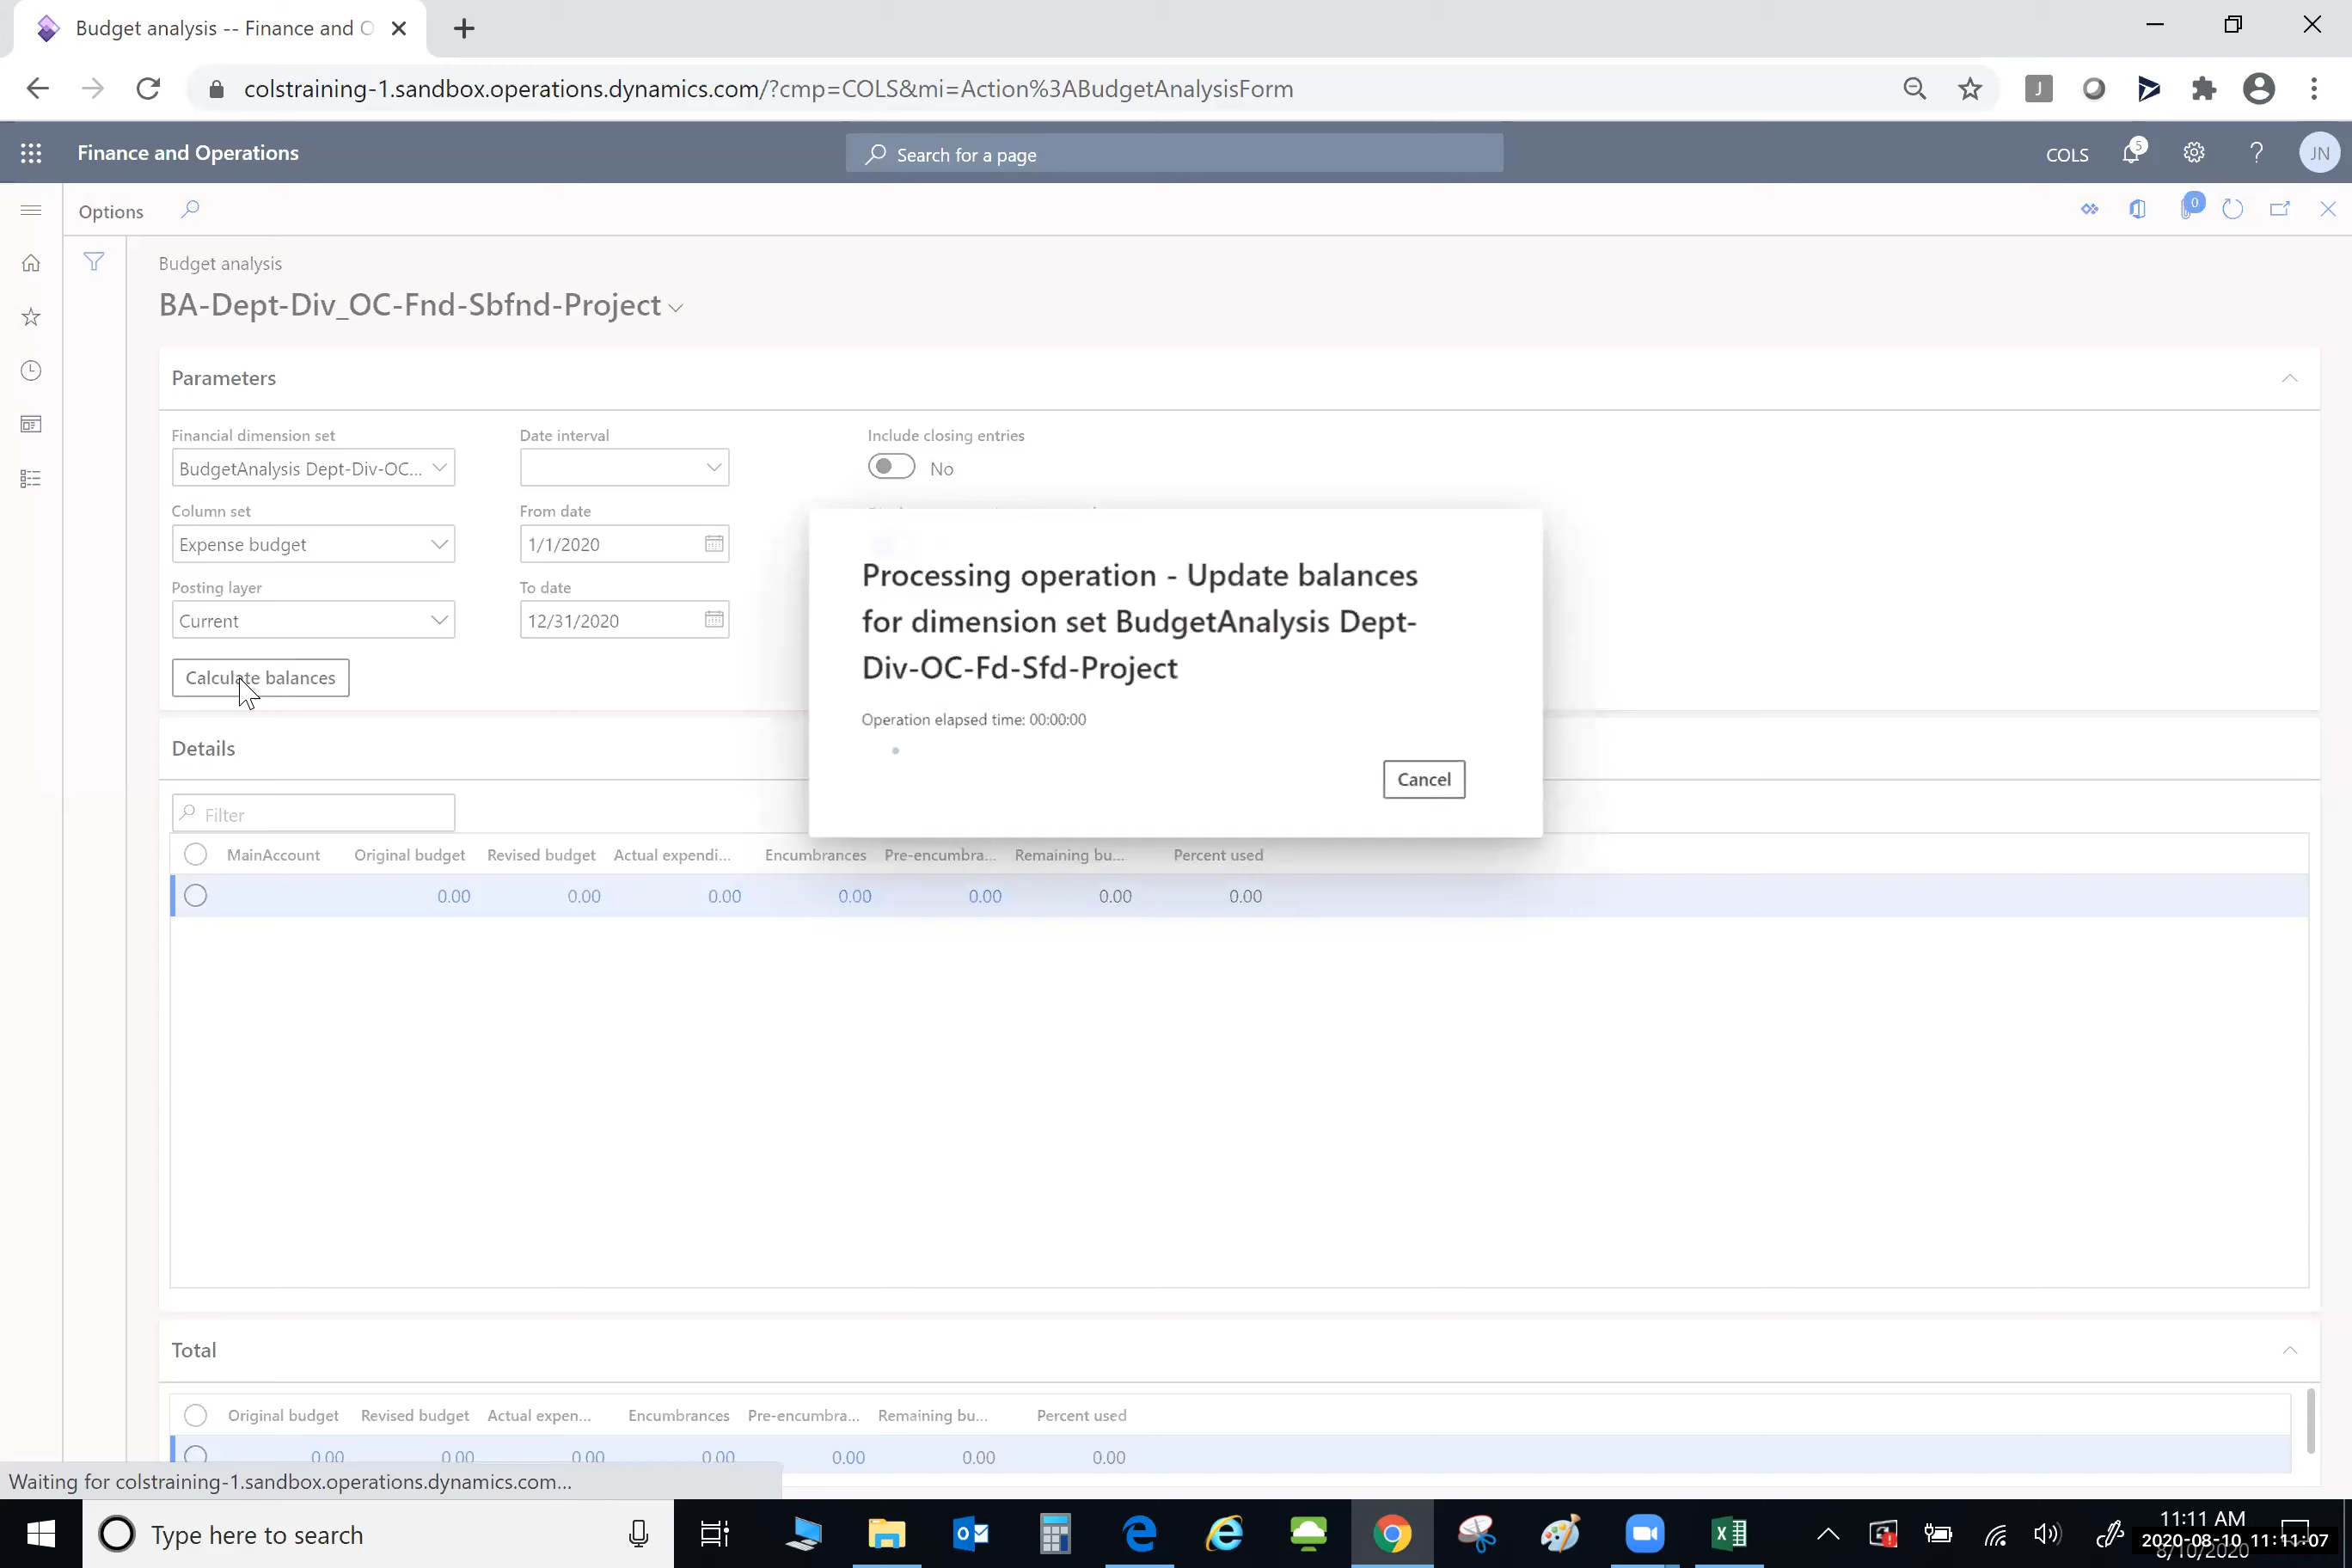 Budget analysis -- Finance and O
colstraining-1.sandbox.operations.dynamics.com/?cmp=COLS&mi=Action%3ABudgetAnalysisForm
J
Finance and Operations
Search for a page
COLS
5
?
JN
Options
0
Budget analysis
BA-Dept-Div_OC-Fnd-Sbfnd-Project
Parameters
Financial dimension set
Date interval
Include closing entries
BudgetAnalysis Dept-Div-OC...
No
Column set
From date
Expense budget
1/1/2020
Posting layer
To date
Current
12/31/2020
Calculate balances
Processing operation - Update balances
for dimension set BudgetAnalysis Dept-
Div-OC-Fd-Sfd-Project
Operation elapsed time: 00:00:00
Cancel
Details
Filter
MainAccount Original budget Revised budget Actual expendi... Encumbrances Pre-encumbra... Remaining bu... Percent used
0.00 0.00 0.00 0.00 0.00 0.00 0.00
Total
Original budget Revised budget Actual expen... Encumbrances Pre-encumbra... Remaining bu... Percent used
0.00 0.00 0.00 0.00 0.00 0.00 0.00
Waiting for colstraining-1.sandbox.operations.dynamics.com...
Type here to search
11:11 AM
2020-08-10 11:11:07
8/10/2020